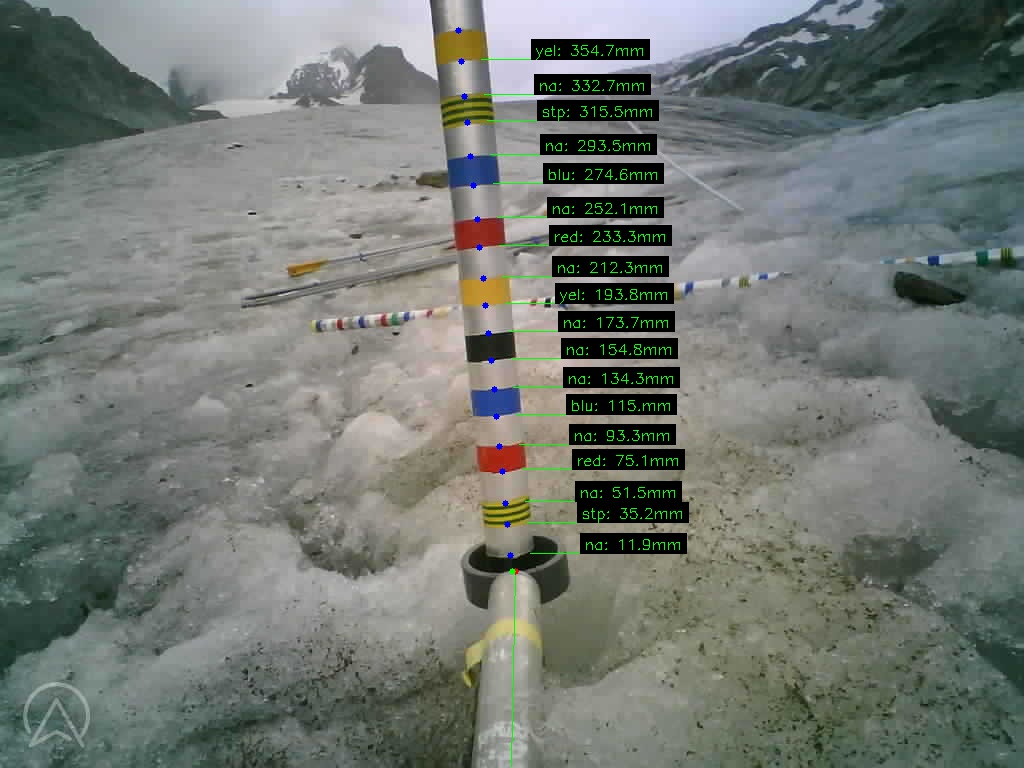 yel: 354.7mm
na: 332.7mm
stp: 315.5mm
na: 293.5mm
blu: 274.6mm
na: 252.1mm
red: 233.3mm
na: 212.3mm
yel: 193.8mm
na: 173.7mm
na: 154.8mm
na: 134.3mm
blu: 115.mm
na: 93.3mm
red: 75.1mm
na: 51.5mm
stp: 35.2mm
na: 11.9mm